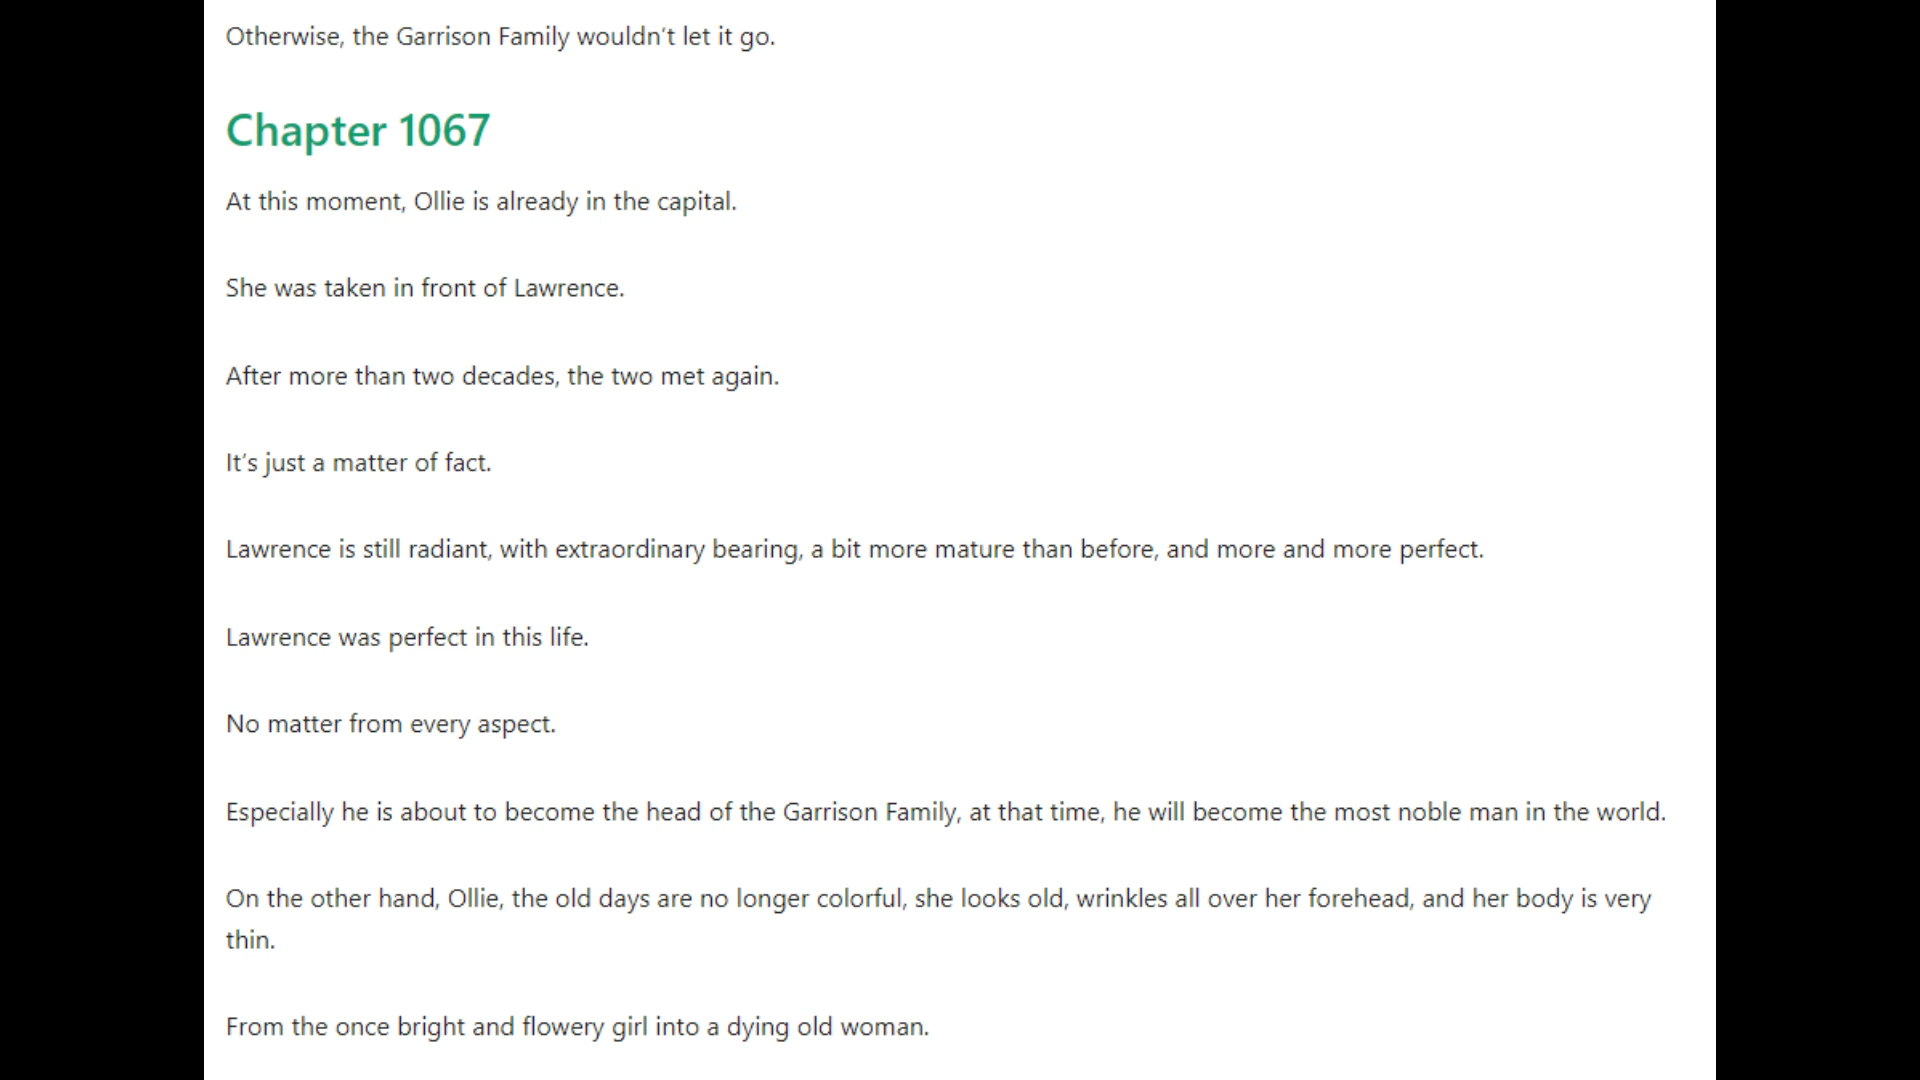 Otherwise, the Garrison Family wouldn’t let it go.
Chapter 1067
At this moment, Ollie is already in the capital.
She was taken in front of Lawrence.
After more than two decades, the two met again.
It’s just a matter of fact.
Lawrence is still radiant, with extraordinary bearing, a bit more mature than before, and more and more perfect.
Lawrence was perfect in this life.
No matter from every aspect.
Especially he is about to become the head of the Garrison Family, at that time, he will become the most noble man in the world.
On the other hand, Ollie, the old days are no longer colorful, she looks old, wrinkles all over her forehead, and her body is very
thin.
From the once bright and flowery girl into a dying old woman.